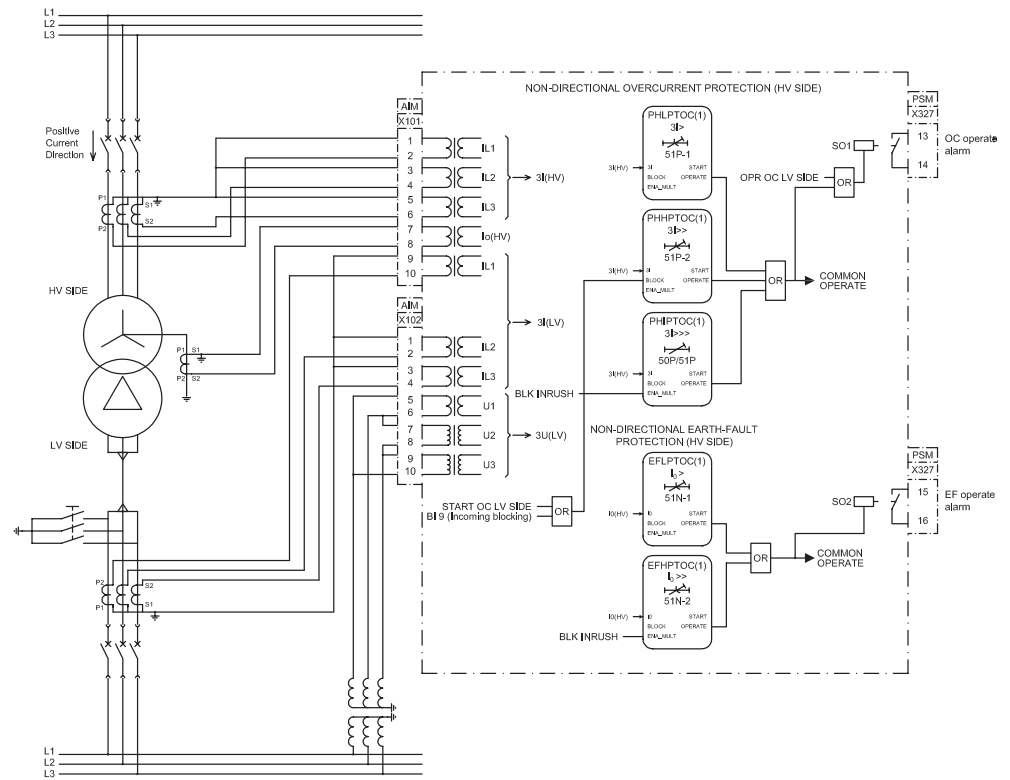 L1
L2
L3
Positive
Current
Direction
P1
P2
S1
S2
HV SIDE
P1
S1
P2
S2
LV SIDE
P2
S2
P1
S1
L1
L2
L3
AIM
X101
1
2
3
4
5
6
7
8
9
10
IL1
IL2
IL3
Io(HV)
IL1
3I(HV)
AIM
X102
1
2
3
4
5
6
7
8
9
10
IL2
IL3
U1
U2
U3
3I(LV)
3U(LV)
NON-DIRECTIONAL OVERCURRENT PROTECTION (HV SIDE)
PHLPTOC(1)
3I>
51P-1
3I(HV)
3I
START
BLOCK
OPERATE
ENA_MULT
PHHPTOC(1)
3I>>
51P-2
3I(HV)
3I
START
BLOCK
OPERATE
ENA_MULT
PHIPTOC(1)
3I>>>
50P/51P
3I(HV)
3I
START
BLOCK
OPERATE
ENA_MULT
BLK INRUSH
OR
COMMON
OPERATE
OPR OC LV SIDE
OR
SO1
PSM
X327
13
14
OC operate
alarm
START OC LV SIDE
BI 9 (Incoming blocking)
OR
NON-DIRECTIONAL EARTH-FAULT
PROTECTION (HV SIDE)
EFLPTOC(1)
I0 >
51N-1
I0(HV)
I0
START
BLOCK
OPERATE
ENA_MULT
EFHPTOC(1)
I0 >>
51N-2
I0(HV)
I0
START
BLOCK
OPERATE
ENA_MULT
BLK INRUSH
OR
COMMON
OPERATE
SO2
PSM
X327
15
16
EF operate
alarm